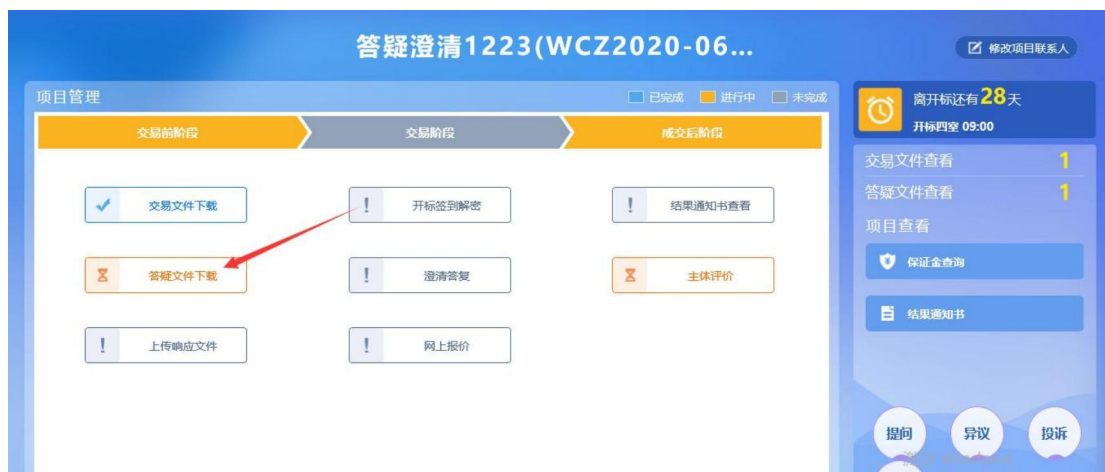 答疑澄清1223(WCZ2020-06...
修改项目联系人
项目管理
已完成 进行中 未完成
交易前阶段 交易阶段 成交后阶段
交易文件下载 开标签到解密 结果通知书查看
答疑文件下载 澄清答复 主体评价
上传响应文件 网上报价
离开标还有28天
开标四室 09:00
交易文件查看 1
答疑文件查看 1
项目查看
保证金查询
结果通知书
提问 异议 投诉